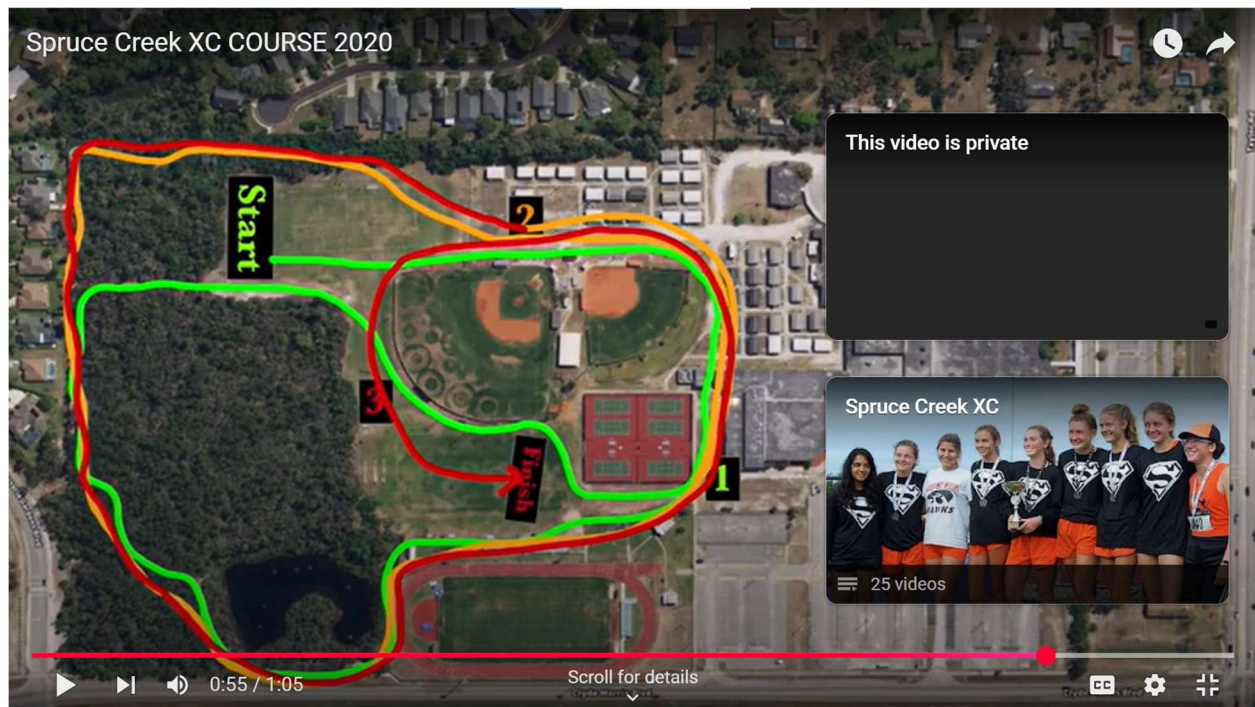 Spruce Creek XC COURSE 2020
This video is private
Start
2
3
Finish
1
Spruce Creek XC
25 videos
0:55 / 1:05
Scroll for details
CC